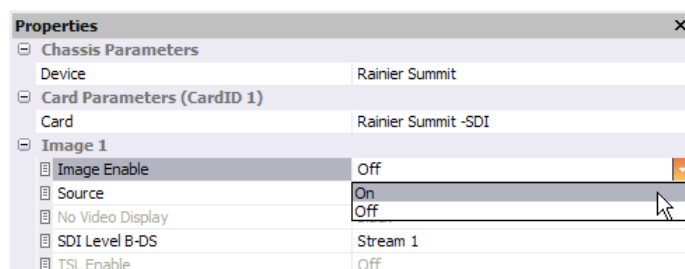 Properties
Chassis Parameters
Device Rainier Summit
Card Parameters (CardID 1)
Card Rainier Summit -SDI
Image 1
Image Enable Off
Source On
Off
No Video Display
SDI Level B-DS Stream 1
TSL Enable Off